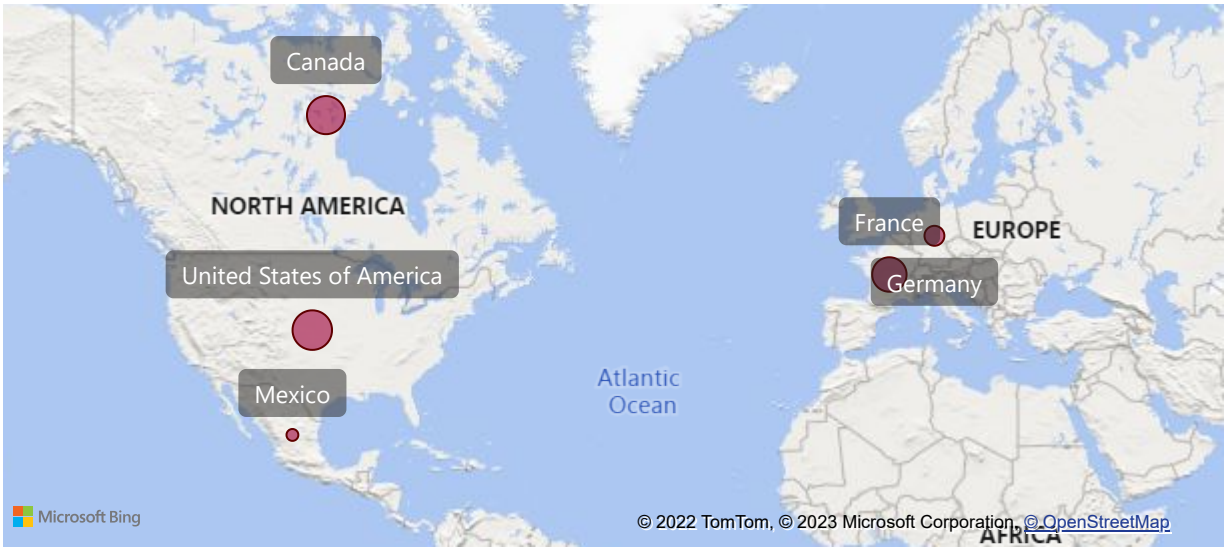 Canada
NORTH AMERICA
France
EUROPE
United States of America
Germany
Mexico
Atlantic
Ocean
Microsoft Bing
© 2022 TomTom, © 2023 Microsoft Corporation, © OpenStreetMap
AFRICA